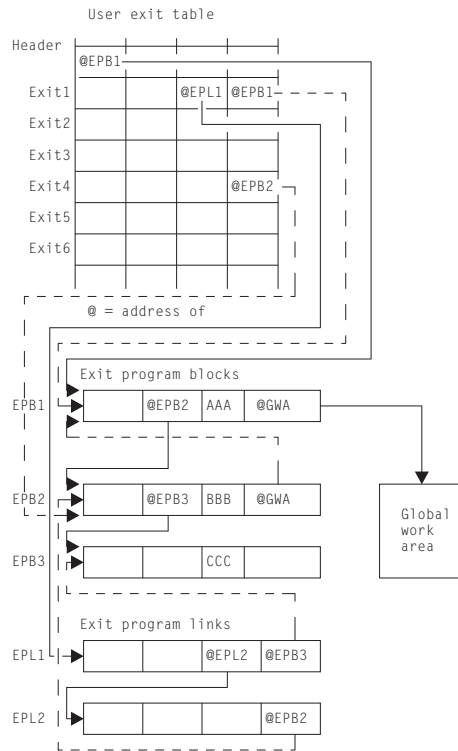 User exit table
Header
@EPB1
Exit1 @EPL1 @EPB1
Exit2
Exit3
Exit4 @EPB2
Exit5
Exit6
@ = address of
Exit program blocks
EPB1 @EPB2 AAA @GWA
EPB2 @EPB3 BBB @GWA
Global
work
area
EPB3 CCC
Exit program links
EPL1 @EPL2 @EPB3
EPL2 @EPB2